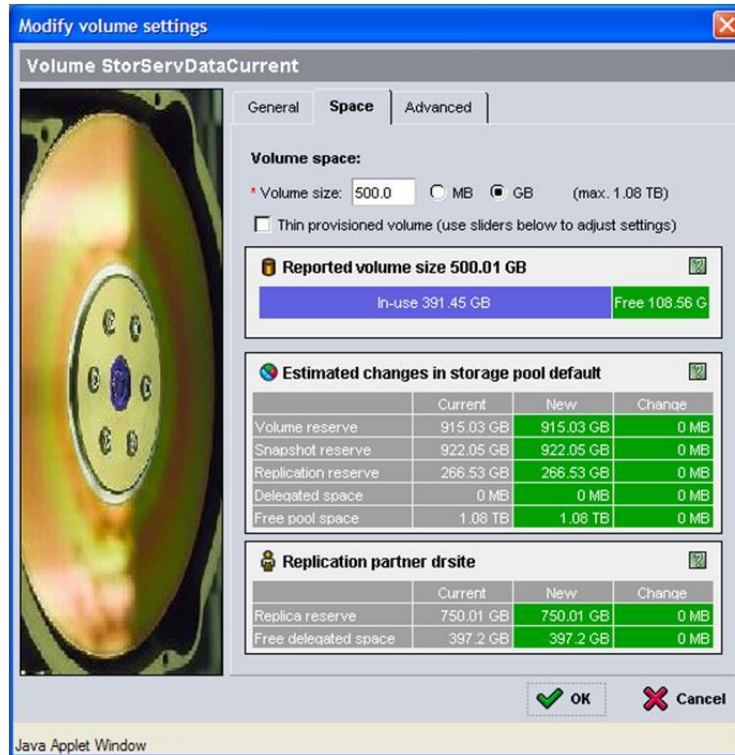 Modify volume settings
Volume StorServDataCurrent
General Space Advanced
Volume space:
* Volume size: 500.0 MB GB (max. 1.08 TB)
Thin provisioned volume (use sliders below to adjust settings)
Reported volume size 500.01 GB
In-use 391.45 GB Free 108.56 G
Estimated changes in storage pool default
Current New Change
Volume reserve 915.03 GB 915.03 GB 0 MB
Snapshot reserve 922.05 GB 922.05 GB 0 MB
Replication reserve 266.53 GB 266.53 GB 0 MB
Delegated space 0 MB 0 MB 0 MB
Free pool space 1.08 TB 1.08 TB 0 MB
Replication partner drsite
Current New Change
Replica reserve 750.01 GB 750.01 GB 0 MB
Free delegated space 397.2 GB 397.2 GB 0 MB
OK Cancel
Java Applet Window